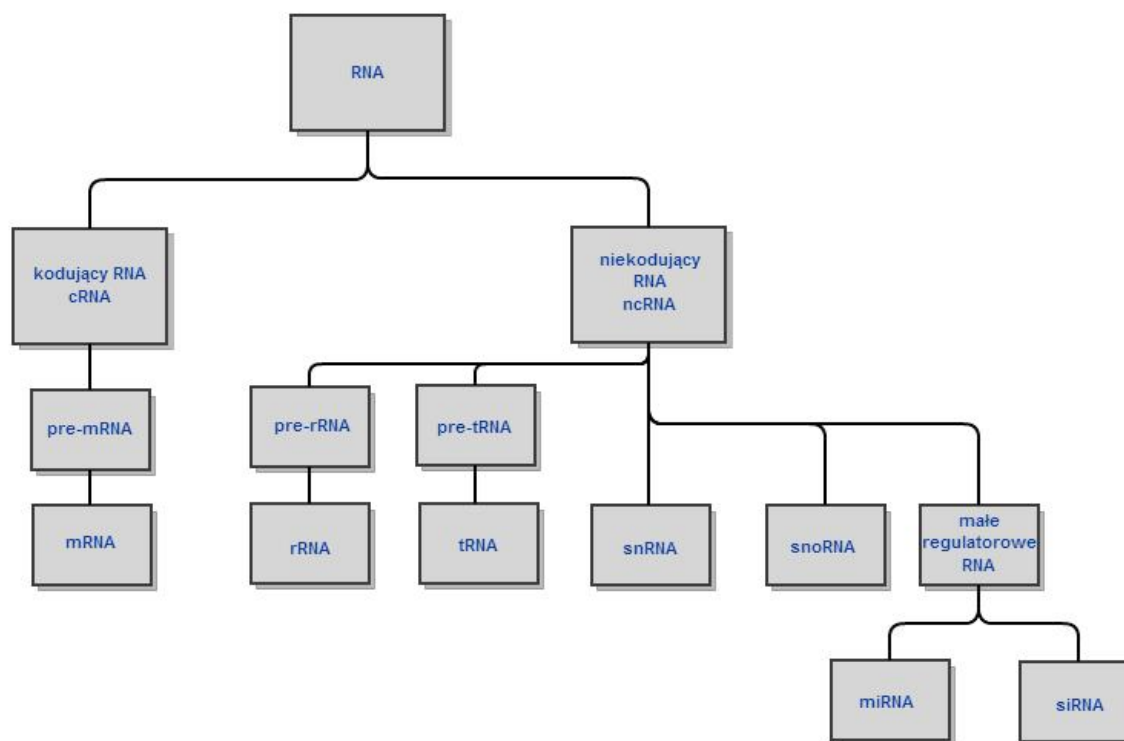 RNA
kodujący RNA
cRNA
niekodujący
RNA
ncRNA
pre-mRNA
pre-rRNA
pre-tRNA
mRNA
rRNA
tRNA
snRNA
snoRNA
małe
regulatorowe
RNA
miRNA
siRNA